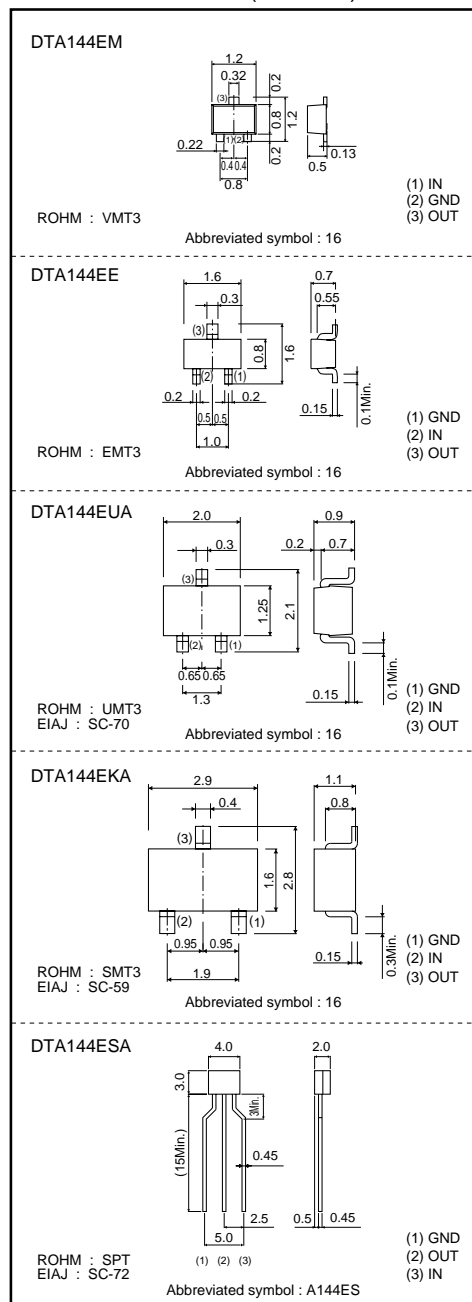 DTA144EM
1.2
0.32
0.2
(3)
0.8
1.2
0.22
(1) (2)
0.2
0.4 0.4
0.8
0.5
0.13
(1) IN
(2) GND
(3) OUT
ROHM : VMT3
Abbreviated symbol : 16
DTA144EE
1.6
0.3
0.7
0.55
(3)
0.8
1.6
(2) (1)
0.2 0.2
0.5 0.5
1.0
0.15
0.1Min.
(1) GND
(2) IN
(3) OUT
ROHM : EMT3
Abbreviated symbol : 16
DTA144EUA
2.0
0.3
0.9
0.2 0.7
(3)
1.25
2.1
(2) (1)
0.65 0.65
1.3
0.15
0.1Min.
(1) GND
(2) IN
(3) OUT
ROHM : UMT3
EIAJ : SC-70
Abbreviated symbol : 16
DTA144EKA
2.9
0.4
1.1
0.8
(3)
1.6
2.8
(2) (1)
0.95 0.95
1.9
0.15
0.3Min.
(1) GND
(2) IN
(3) OUT
ROHM : SMT3
EIAJ : SC-59
Abbreviated symbol : 16
DTA144ESA
4.0
2.0
3.0
3Min.
(15Min.)
0.45
2.5
5.0
0.5 0.45
(1) (2) (3)
(1) GND
(2) OUT
(3) IN
ROHM : SPT
EIAJ : SC-72
Abbreviated symbol : A144ES